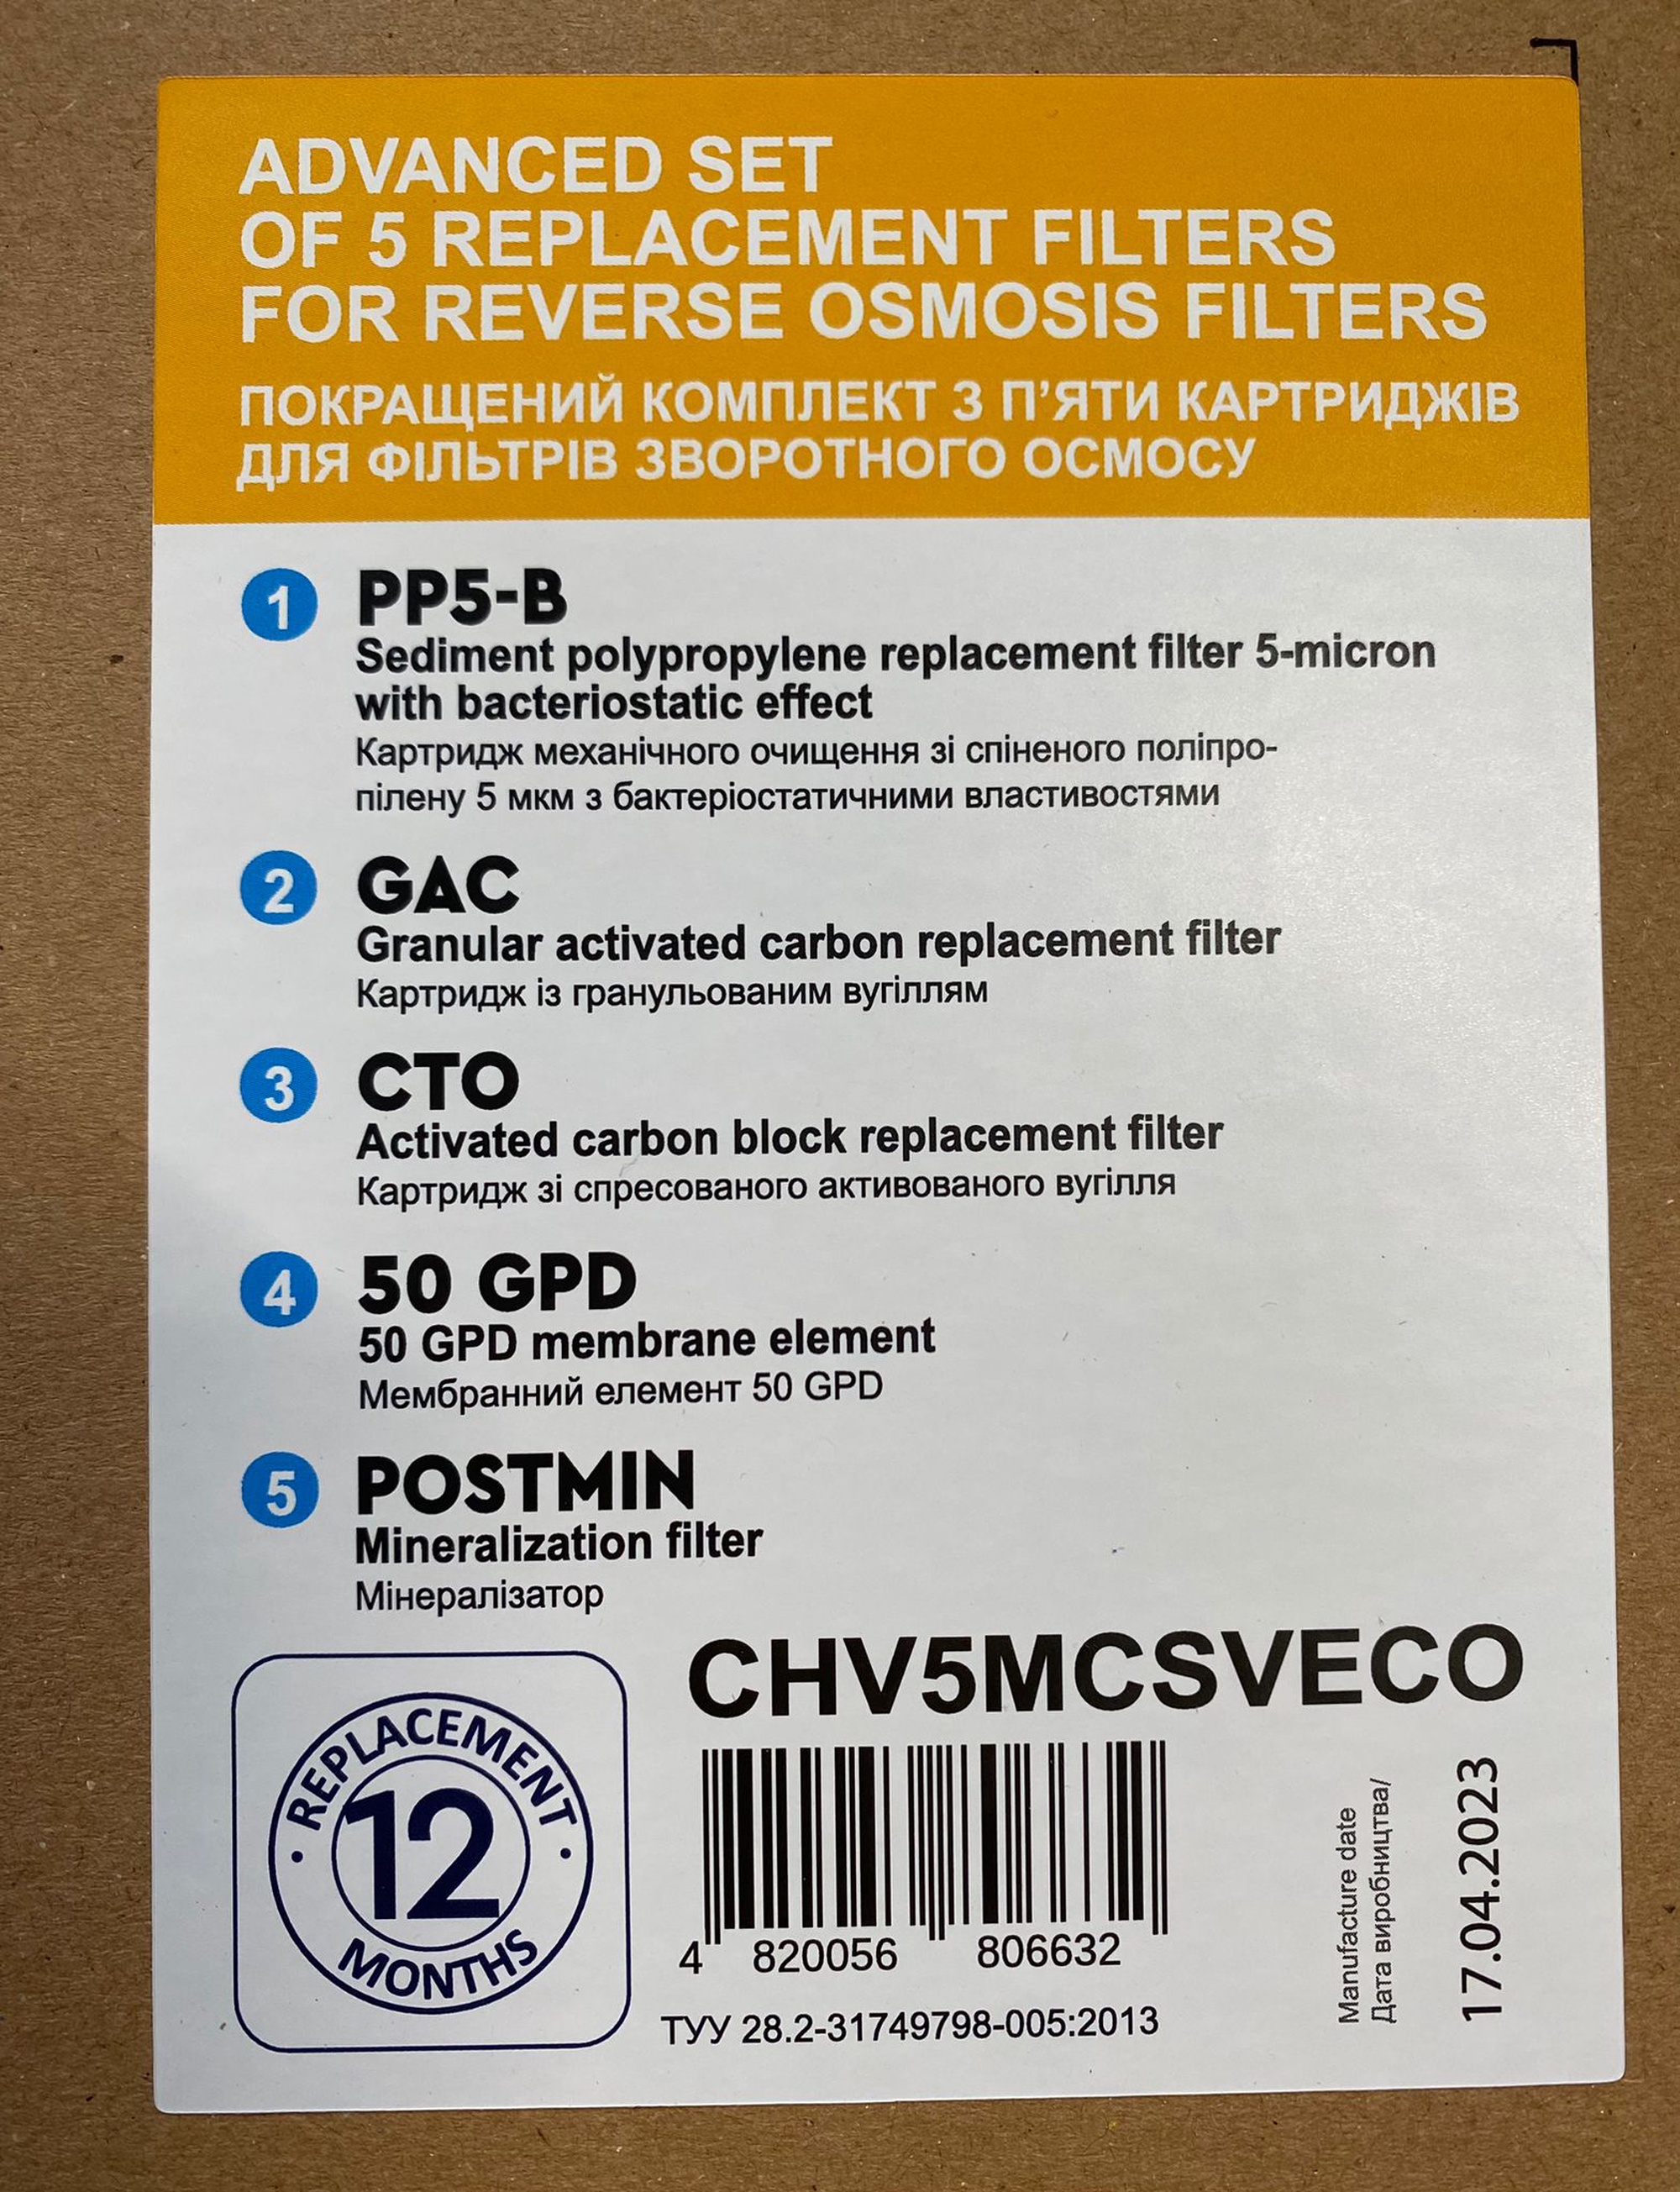 ADVANCED SET
OF 5 REPLACEMENT FILTERS
FOR REVERSE OSMOSIS FILTERS
ПОКРАЩЕНИЙ КОМПЛЕКТ З П'ЯТИ КАРТРИДЖІВ
ДЛЯ ФІЛЬТРІВ ЗВОРОТНОГО ОСМОСУ
1 PP5-B
Sediment polypropylene replacement filter 5-micron
with bacteriostatic effect
Картридж механічного очищення зі спіненого поліпро-
пілену 5 мкм з бактеріостатичними властивостями
2 GAC
Granular activated carbon replacement filter
Картридж із гранульованим вугіллям
3 CTO
Activated carbon block replacement filter
Картридж зі спресованого активованого вугілля
4 50 GPD
50 GPD membrane element
Мембранний елемент 50 GPD
5 POSTMIN
Mineralization filter
Мінералізатор
CHV5MCSVECO
· REPLACEMENT ·
12
MONTHS
4 820056 806632
ТУУ 28.2-31749798-005:2013
Manufacture date
Дата виробництва/
17.04.2023